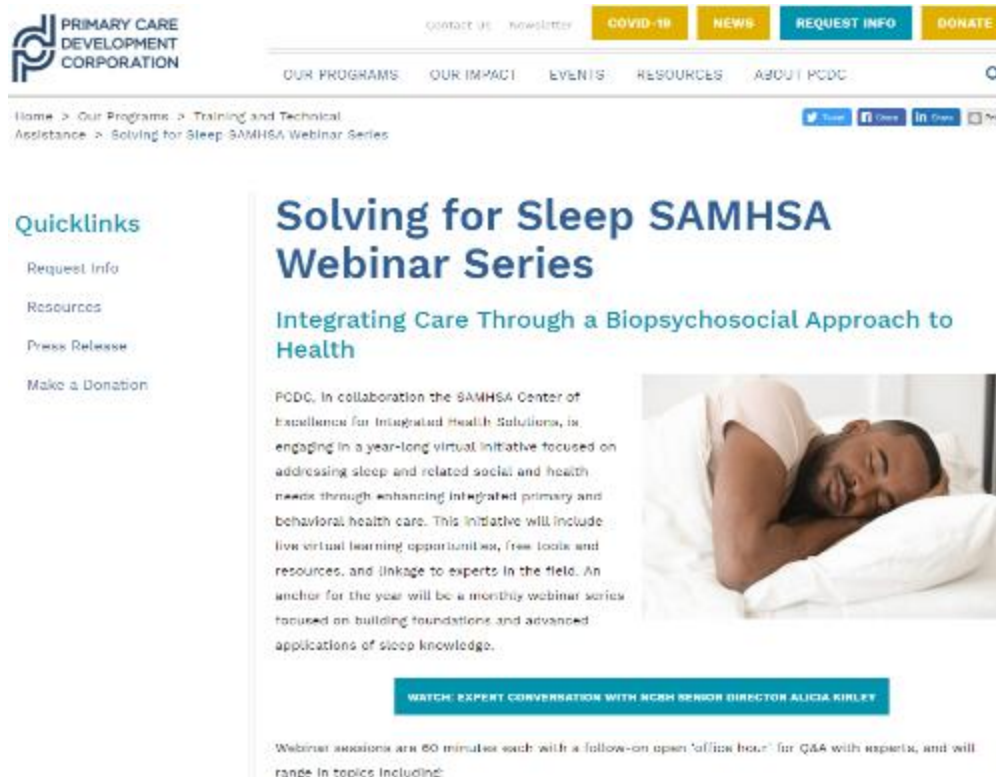 PRIMARY CARE
DEVELOPMENT
CORPORATION
Contact Us Newsletter COVID-19 NEWS REQUEST INFO DONATE
OUR PROGRAMS OUR IMPACT EVENTS RESOURCES ABOUT PCDC
Home > Our Programs > Training and Technical
Assistance > Solving for Sleep SAMHSA Webinar Series
Tweet Share Share
Quicklinks
Request Info
Resources
Press Release
Make a Donation
Solving for Sleep SAMHSA
Webinar Series
Integrating Care Through a Biopsychosocial Approach to
Health
PCDC, in collaboration the SAMHSA Center of
Excellence for Integrated Health Solutions, is
engaging in a year-long virtual initiative focused on
addressing sleep and related social and health
needs through enhancing integrated primary and
behavioral health care. This initiative will include
live virtual learning opportunities, free tools and
resources, and linkage to experts in the field. An
anchor for the year will be a monthly webinar series
focused on building foundations and advanced
applications of sleep knowledge.
WATCH: EXPERT CONVERSATION WITH NCBH SENIOR DIRECTOR ALICIA KIRLEY
Webinar sessions are 60 minutes each with a follow-on open 'office hour' for Q&A with experts, and will
range in topics including: